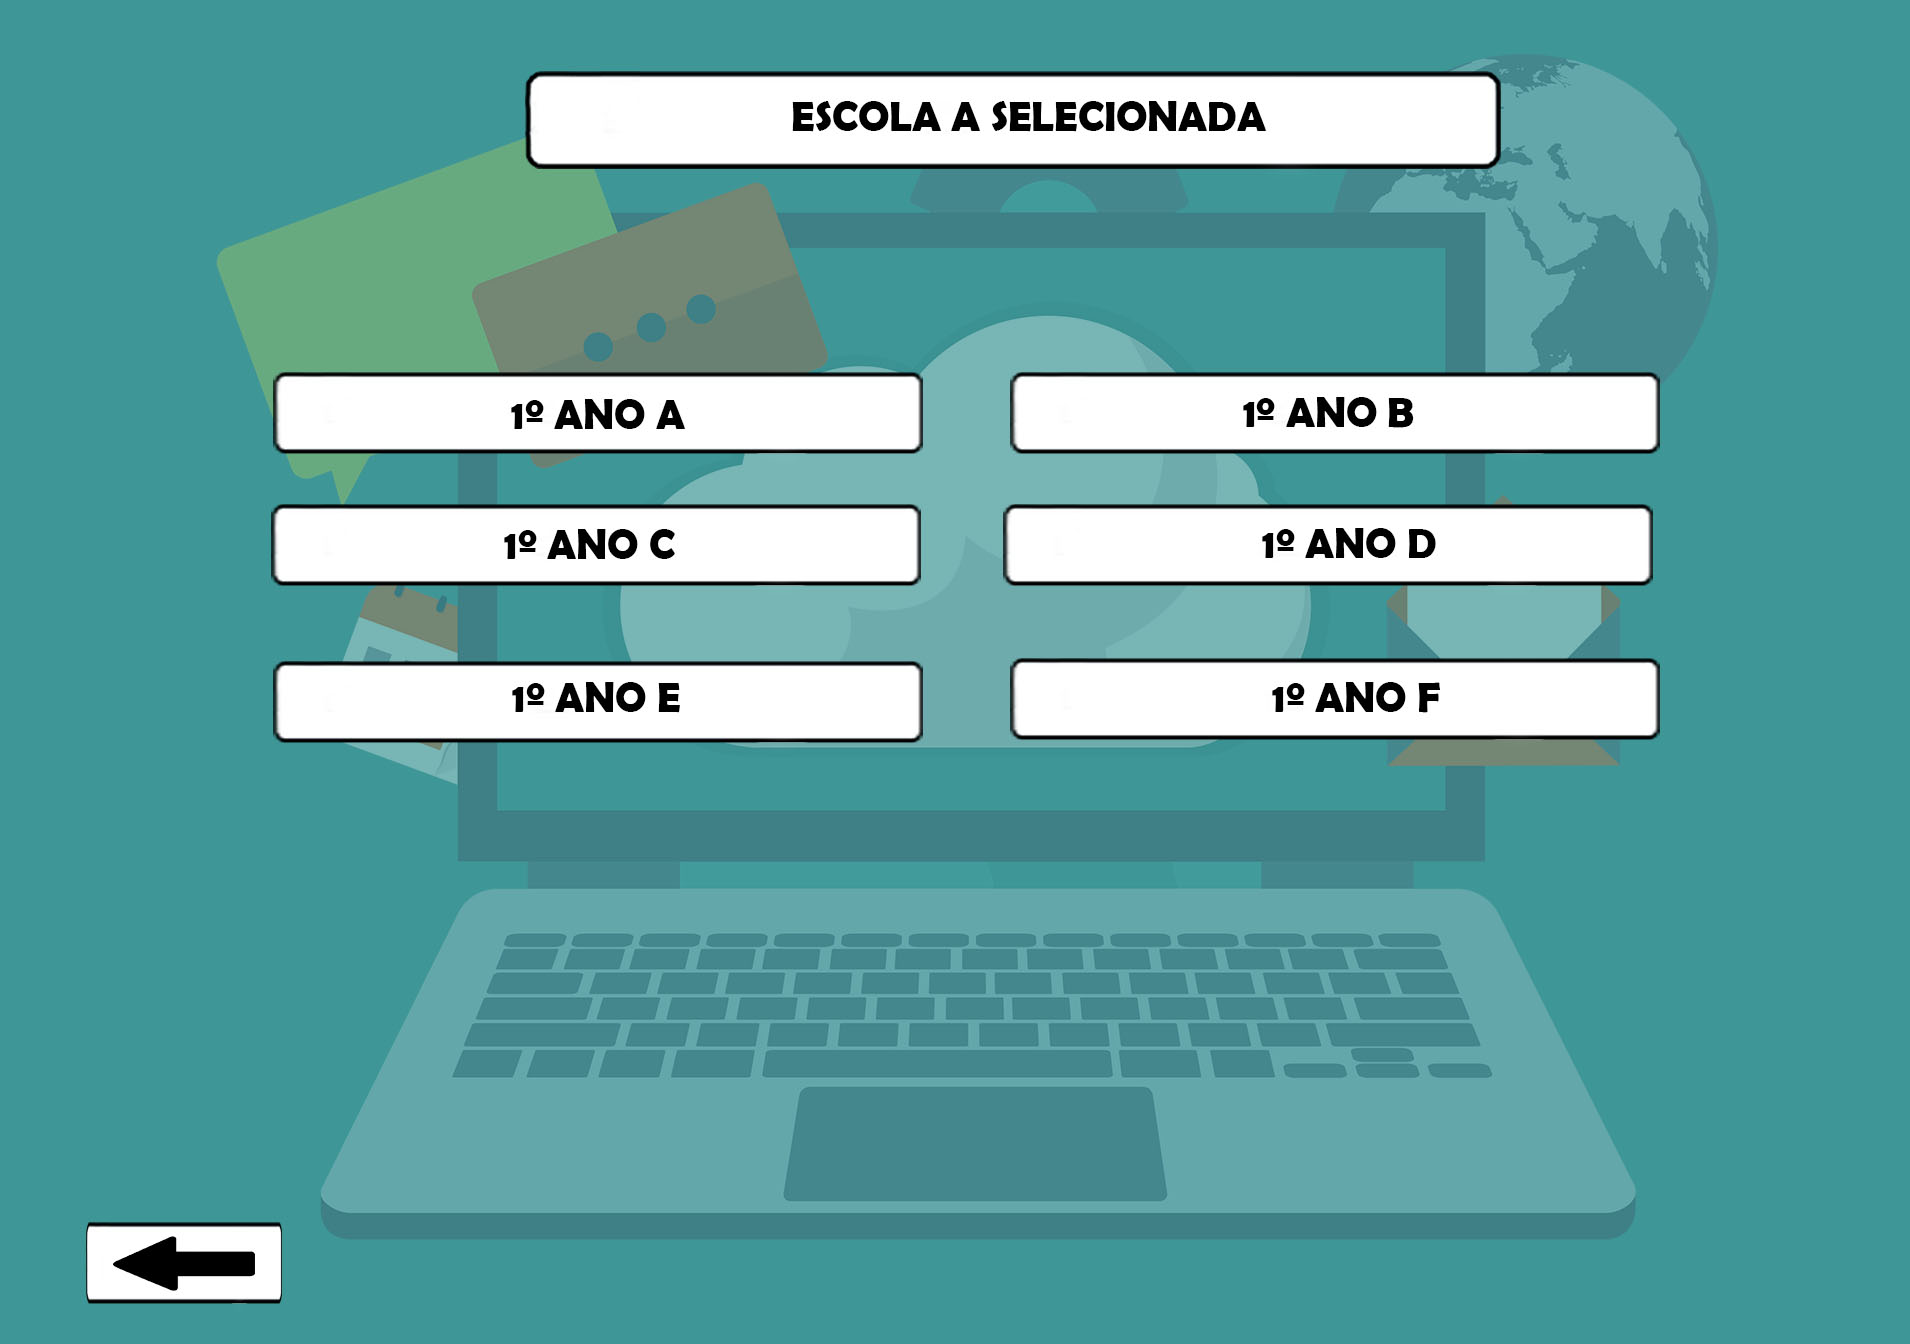 ESCOLA A SELECIONADA
1º ANO A
1º ANO B
1º ANO C
1º ANO D
1º ANO E
1º ANO F